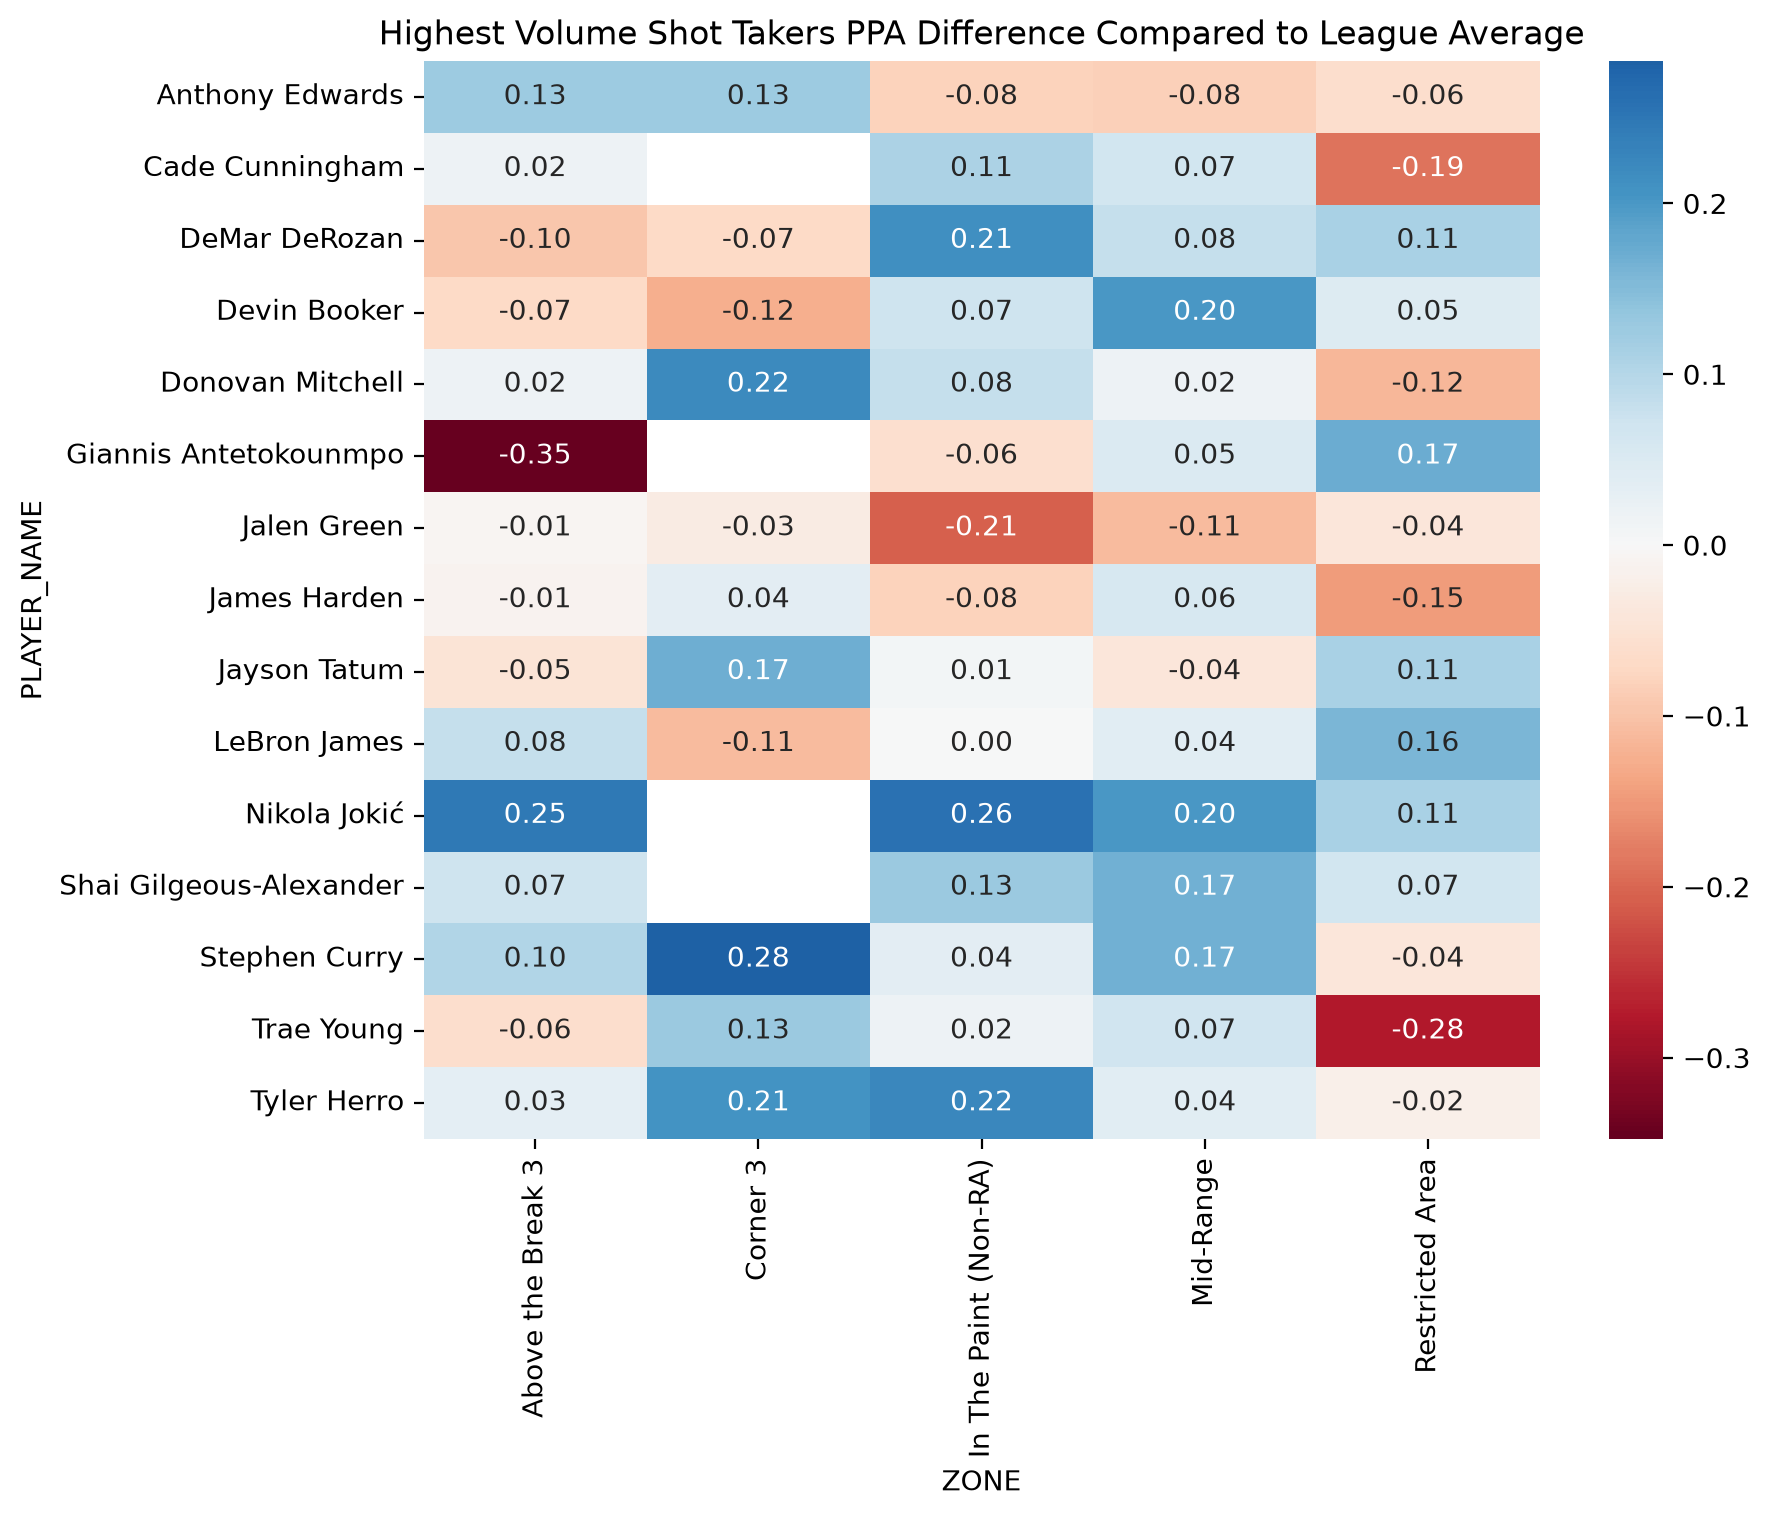 Highest Volume Shot Takers PPA Difference Compared to League Average
PLAYER_NAME
Anthony Edwards 0.13 0.13 -0.08 -0.08 -0.06
Cade Cunningham 0.02 0.11 0.07 -0.19
DeMar DeRozan -0.10 -0.07 0.21 0.08 0.11
Devin Booker -0.07 -0.12 0.07 0.20 0.05
Donovan Mitchell 0.02 0.22 0.08 0.02 -0.12
Giannis Antetokounmpo -0.35 -0.06 0.05 0.17
Jalen Green -0.01 -0.03 -0.21 -0.11 -0.04
James Harden -0.01 0.04 -0.08 0.06 -0.15
Jayson Tatum -0.05 0.17 0.01 -0.04 0.11
LeBron James 0.08 -0.11 0.00 0.04 0.16
Nikola Jokić 0.25 0.26 0.20 0.11
Shai Gilgeous-Alexander 0.07 0.13 0.17 0.07
Stephen Curry 0.10 0.28 0.04 0.17 -0.04
Trae Young -0.06 0.13 0.02 0.07 -0.28
Tyler Herro 0.03 0.21 0.22 0.04 -0.02
Above the Break 3
Corner 3
In The Paint (Non-RA)
Mid-Range
Restricted Area
ZONE
0.2
0.1
0.0
−0.1
−0.2
−0.3